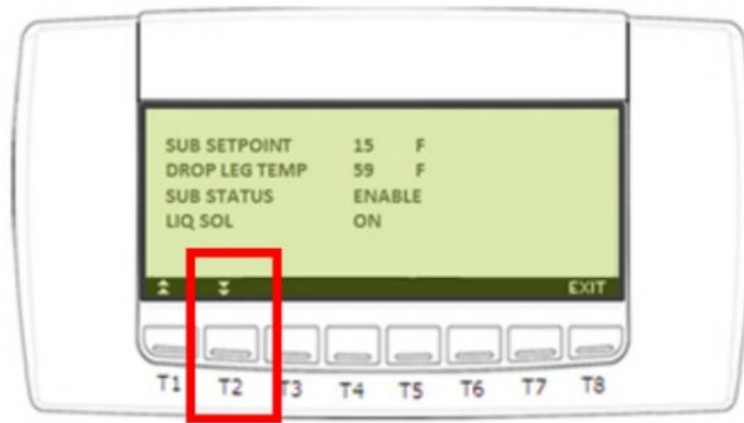 SUB SETPOINT 15 F
DROP LEG TEMP 59 F
SUB STATUS ENABLE
LIQ SOL ON
EXIT
T1 T2 T3 T4 T5 T6 T7 T8